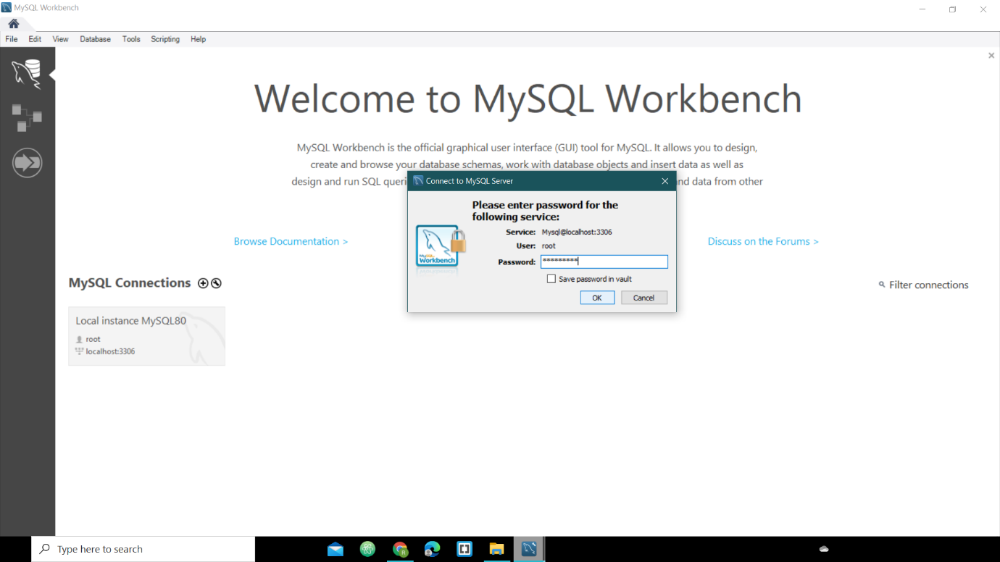 MySQL Workbench
File Edit View Database Tools Scripting Help
Welcome to MySQL Workbench
MySQL Workbench is the official graphical user interface (GUI) tool for MySQL. It allows you to design,
create and browse your database schemas, work with database objects and insert data as well as
design and run SQL queri
nd data from other
Connect to MySQL Server
Please enter password for the
following service:
Service: Mysql@localhost:3306
User: root
Password: *********
Save password in vault
OK Cancel
MySQL Workbench
Browse Documentation >
Discuss on the Forums >
MySQL Connections
Filter connections
Local instance MySQL80
root
localhost:3306
Type here to search
R